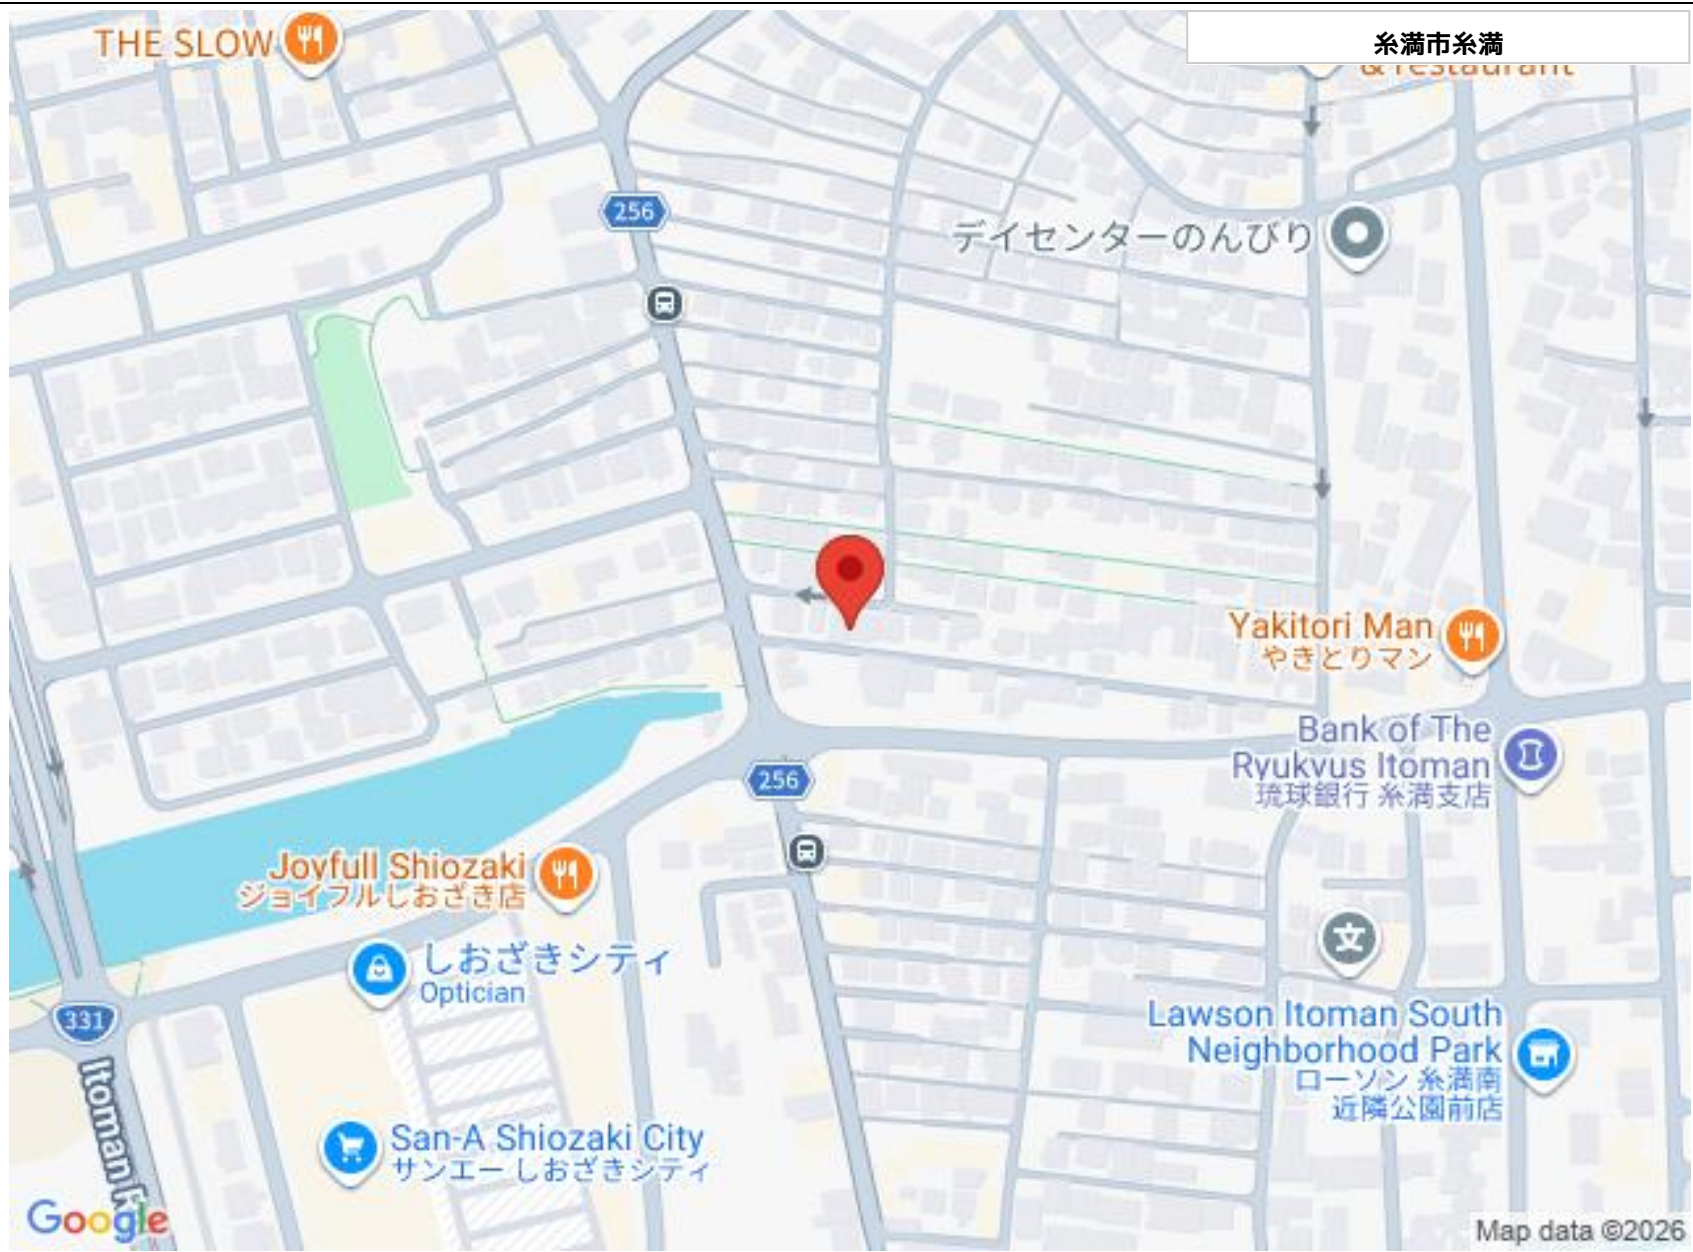 THE SLOW
糸満市糸満
& restaurant
256
デイセンターのんびり
Yakitori Man
やきとりマン
Bank of The
Ryukyus Itoman
琉球銀行 糸満支店
256
Joyfull Shiozaki
ジョイフルしおざき店
しおざきシティ
Optician
文
331
Lawson Itoman South
Neighborhood Park
ローソン 糸満南
近隣公園前店
Itoman
San-A Shiozaki City
サンエー しおざきシティ
Google
Map data ©2026